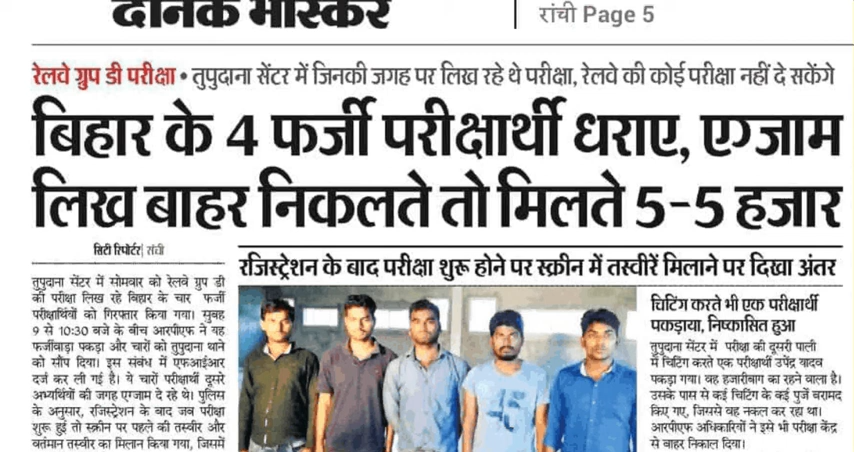 दैनिक भास्कर
रांची Page 5
रेलवे ग्रुप डी परीक्षा • तुपुदाना सेंटर में जिनकी जगह पर लिख रहे थे परीक्षा, रेलवे की कोई परीक्षा नहीं दे सकेंगे
बिहार के 4 फर्जी परीक्षार्थी धराए, एग्जाम
लिख बाहर निकलते तो मिलते 5-5 हजार
सिटी रिपोर्टर| रांची
तुपुदाना सेंटर में सोमवार को रेलवे ग्रुप डी
की परीक्षा लिख रहे बिहार के चार फर्जी
परीक्षार्थियों को गिरफ्तार किया गया। सुबह
9 से 10:30 बजे के बीच आरपीएफ ने यह
फर्जीवाड़ा पकड़ा और चारों को तुपुदाना थाने
को सौंप दिया। इस संबंध में एफआईआर
दर्ज कर ली गई है। ये चारों परीक्षार्थी दूसरे
अभ्यर्थियों की जगह एग्जाम दे रहे थे। पुलिस
के अनुसार, रजिस्ट्रेशन के बाद जब परीक्षा
शुरू हुई तो स्क्रीन पर पहले की तस्वीर और
वर्तमान तस्वीर का मिलान किया गया, जिसमें
रजिस्ट्रेशन के बाद परीक्षा शुरू होने पर स्क्रीन में तस्वीरें मिलाने पर दिखा अंतर
चिटिंग करते भी एक परीक्षार्थी
पकड़ाया, निष्कासित हुआ
तुपुदाना सेंटर में परीक्षा की दूसरी पाली
में चिटिंग करते एक परीक्षार्थी उपेंद्र यादव
पकड़ा गया। वह हजारीबाग का रहने वाला है।
उसके पास से कई चिटिंग के कई पुर्जे बरामद
किए गए, जिससे वह नकल कर रहा था।
आरपीएफ अधिकारियों ने इसे भी परीक्षा केंद्र
से बाहर निकाल दिया।